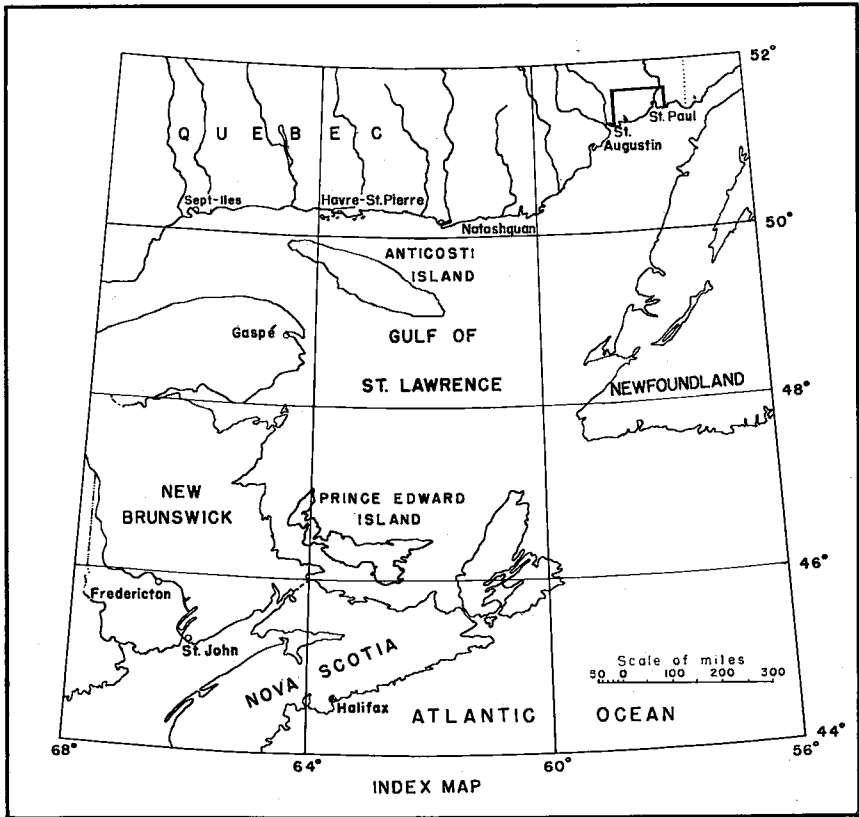 52°
QUEBEC
St. Paul
St.
Augustin
Sept-Iles
Havre-St.Pierre
Natashquan
50°
ANTICOSTI
ISLAND
Gaspé
GULF OF
ST. LAWRENCE
NEWFOUNDLAND
48°
NEW
BRUNSWICK
PRINCE EDWARD
ISLAND
46°
Fredericton
St. John
NOVA SCOTIA
Scale of miles
50 0 100 200 300
Halifax
ATLANTIC OCEAN
44°
68°
64°
60°
56°
INDEX MAP